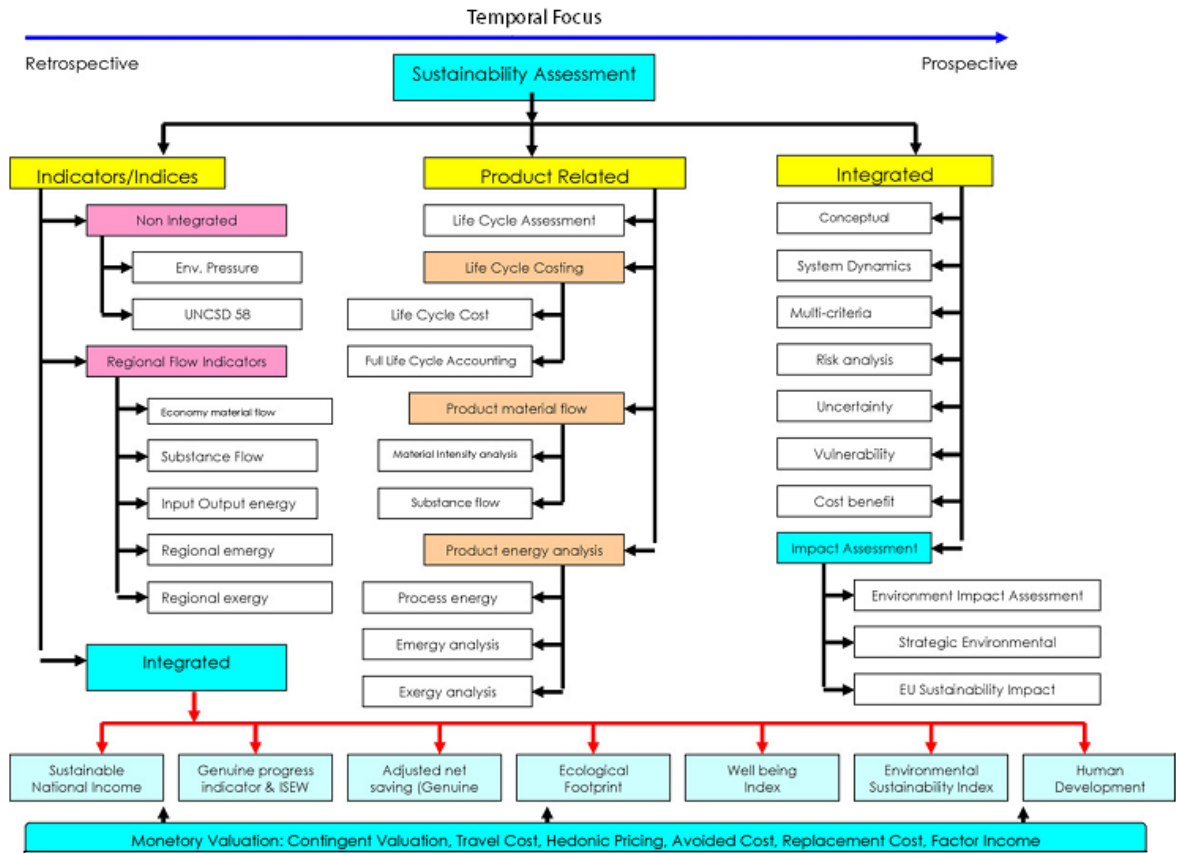 Temporal Focus
Retrospective
Prospective
Sustainability Assessment
Indicators/Indices
Non Integrated
Env. Pressure
UNCSD 58
Regional Flow Indicators
Economy material flow
Substance Flow
Input Output energy
Regional emergy
Regional exergy
Integrated
Product Related
Life Cycle Assessment
Life Cycle Costing
Life Cycle Cost
Full Life Cycle Accounting
Product material flow
Material Intensity analysis
Substance flow
Product energy analysis
Process energy
Emergy analysis
Exergy analysis
Integrated
Conceptual
System Dynamics
Multi-criteria
Risk analysis
Uncertainty
Vulnerability
Cost benefit
Impact Assessment
Environment Impact Assessment
Strategic Environmental
EU Sustainability Impact
Sustainable
National Income
Genuine progress
indicator & ISEW
Adjusted net
saving (Genuine
Ecological
Footprint
Well being
Index
Environmental
Sustainability Index
Human
Development
Monetory Valuation: Contingent Valuation, Travel Cost, Hedonic Pricing, Avoided Cost, Replacement Cost, Factor Income